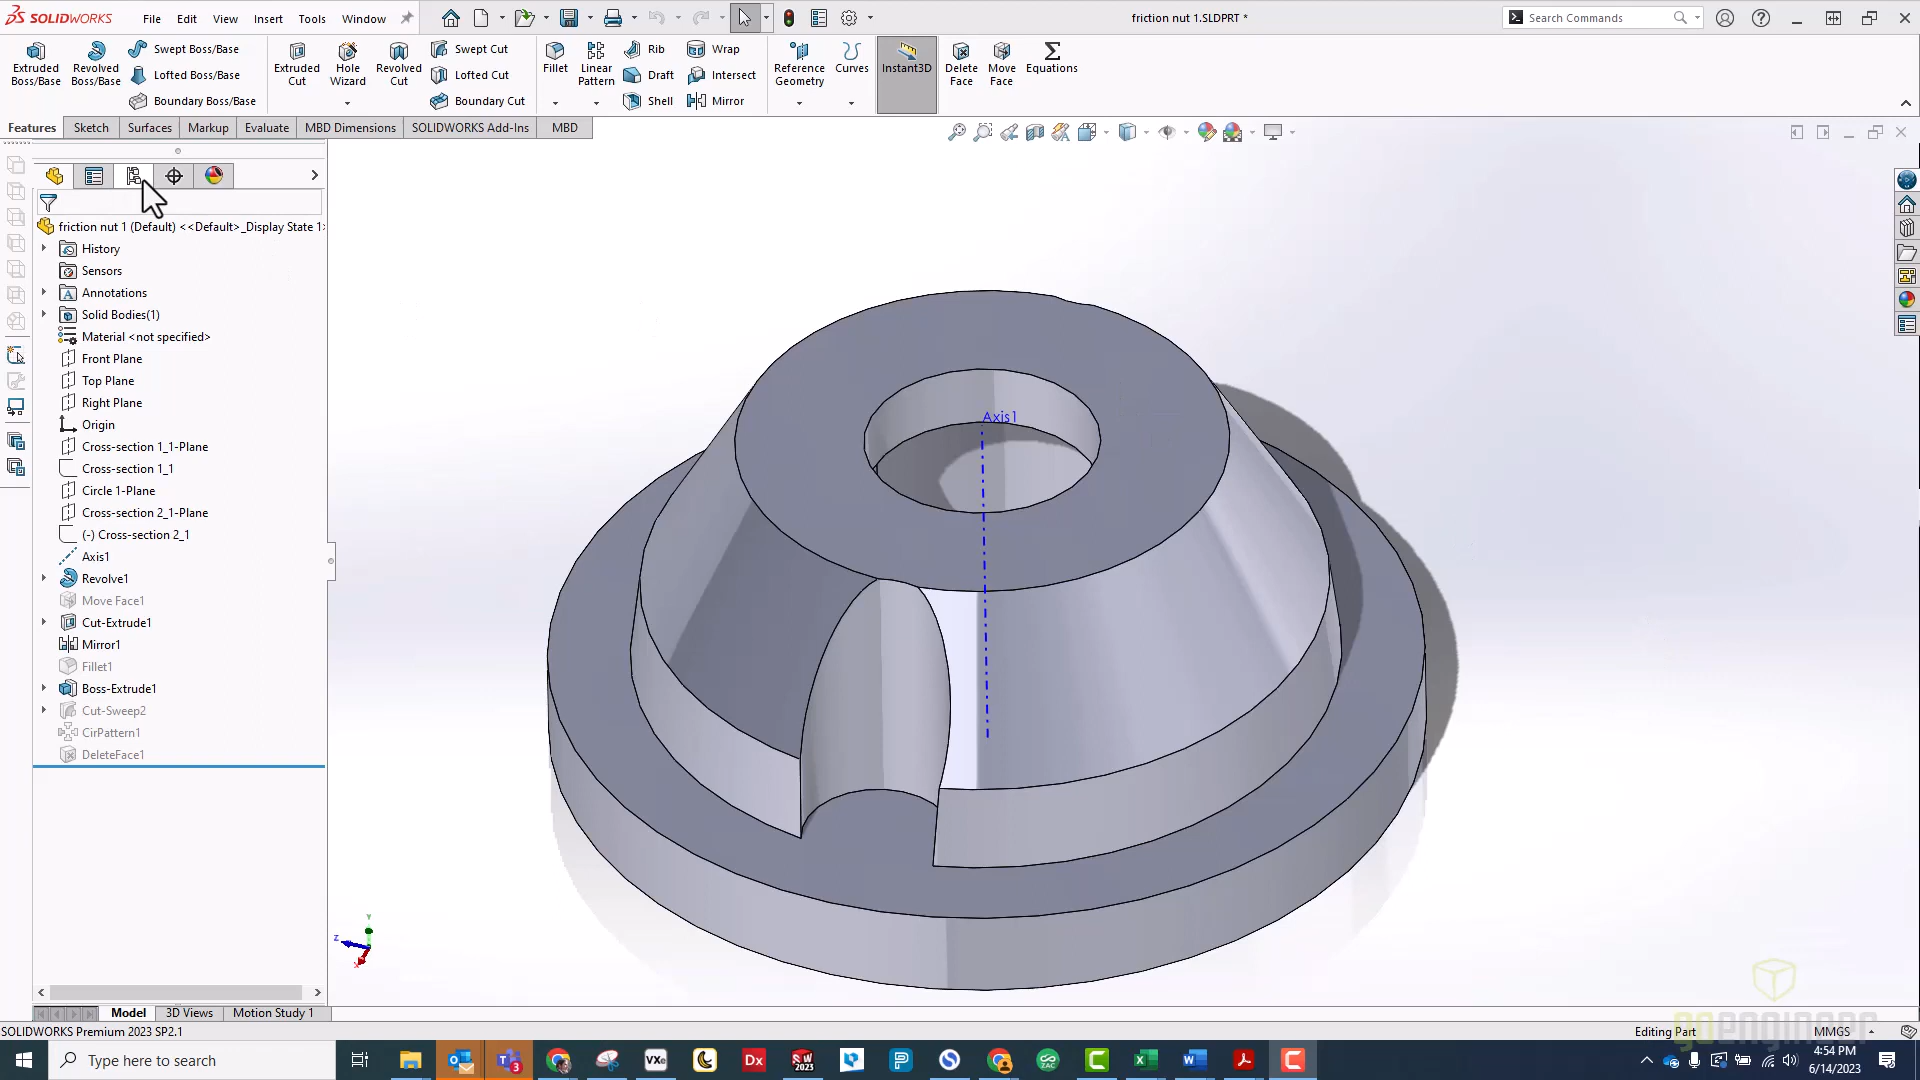 SOLIDWORKS
File Edit View Insert Tools Window
friction nut 1.SLDPRT *
Search Commands
Extruded Boss/Base
Revolved Boss/Base
Swept Boss/Base
Lofted Boss/Base
Boundary Boss/Base
Extruded Cut
Hole Wizard
Revolved Cut
Swept Cut
Lofted Cut
Boundary Cut
Fillet
Linear Pattern
Rib
Draft
Shell
Wrap
Intersect
Mirror
Reference Geometry
Curves
Instant3D
Delete Face
Move Face
Equations
Features Sketch Surfaces Markup Evaluate MBD Dimensions SOLIDWORKS Add-Ins MBD
friction nut 1 (Default) <<Default>_Display State 1>
History
Sensors
Annotations
Solid Bodies(1)
Material <not specified>
Front Plane
Top Plane
Right Plane
Origin
Cross-section 1_1-Plane
Cross-section 1_1
Circle 1-Plane
Cross-section 2_1-Plane
(-) Cross-section 2_1
Axis1
Revolve1
Move Face1
Cut-Extrude1
Mirror1
Fillet1
Boss-Extrude1
Cut-Sweep2
CirPattern1
DeleteFace1
Axis1
Y
Z
X
Model 3D Views Motion Study 1
SOLIDWORKS Premium 2023 SP2.1
Editing Part
MMGS
goengineer
Type here to search
3
VXe
Dx
SW 2023
ZAC
4:54 PM
6/14/2023